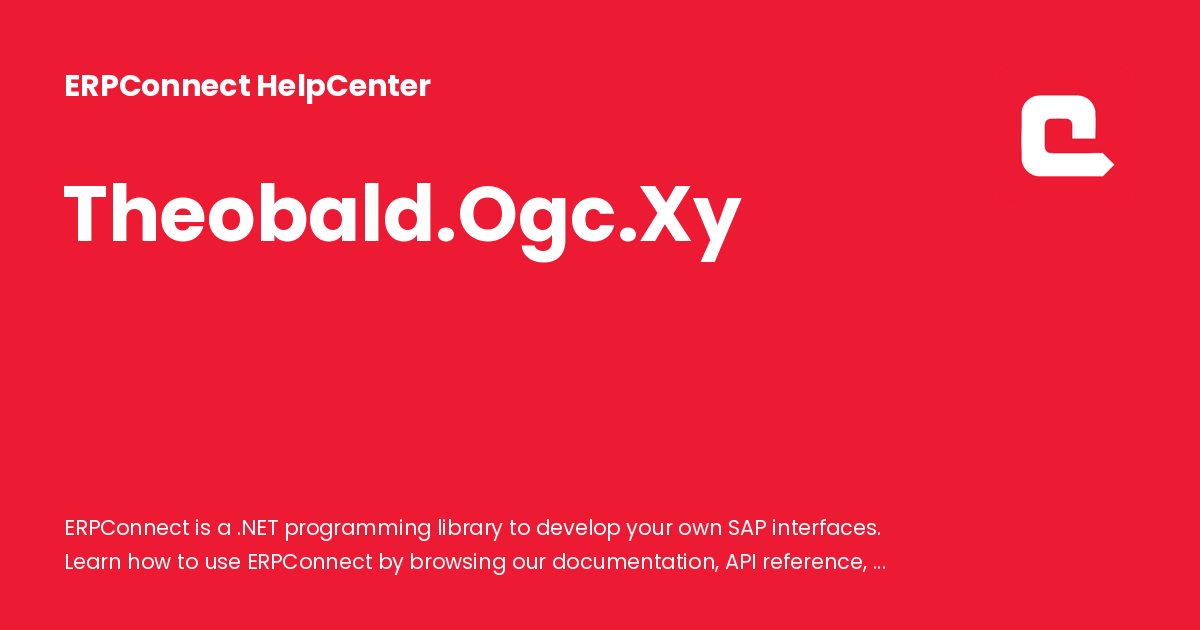 ERPConnect HelpCenter
Theobald.Ogc.Xy
ERPConnect is a .NET programming library to develop your own SAP interfaces.
Learn how to use ERPConnect by browsing our documentation, API reference, ...